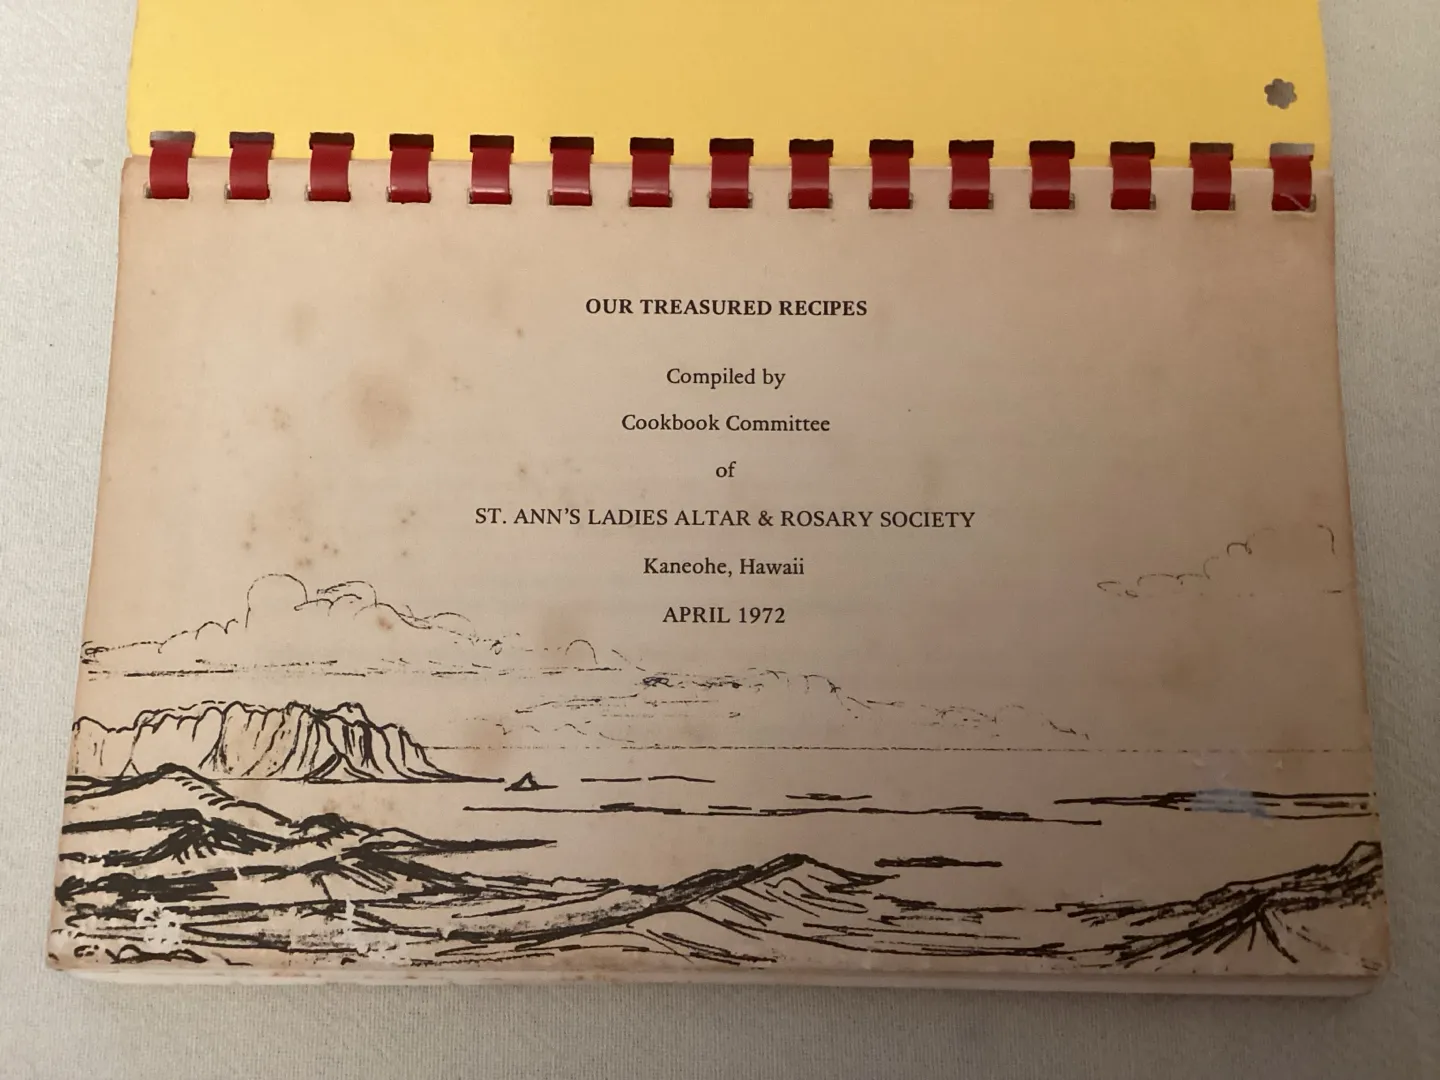 OUR TREASURED RECIPES
Compiled by
Cookbook Committee
of
ST. ANN'S LADIES ALTAR & ROSARY SOCIETY
Kaneohe, Hawaii
APRIL 1972